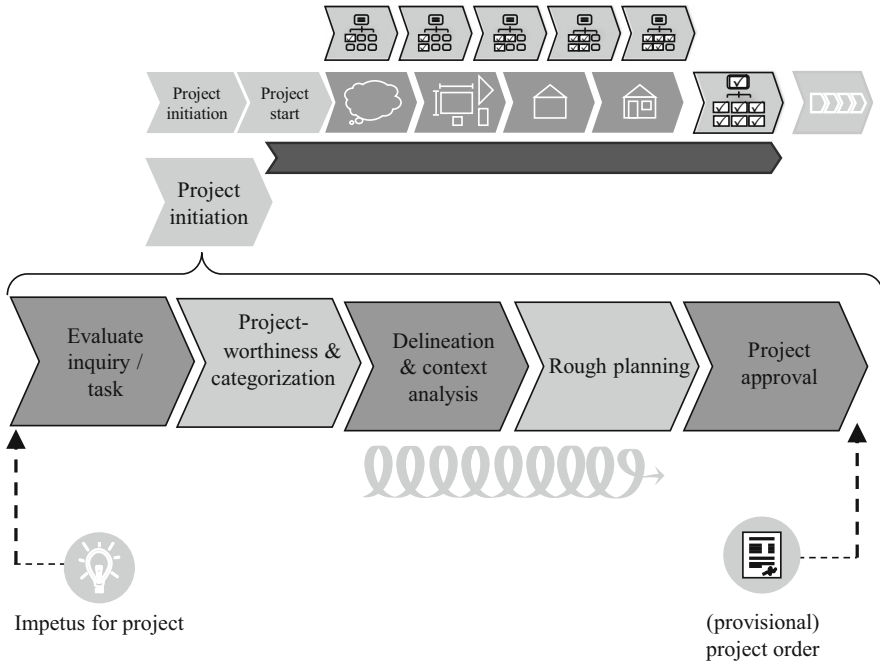 Project
initiation
Project
start
Project
initiation
Evaluate
inquiry /
task
Project-
worthiness &
categorization
Delineation
& context
analysis
Rough planning
Project
approval
Impetus for project
(provisional)
project order